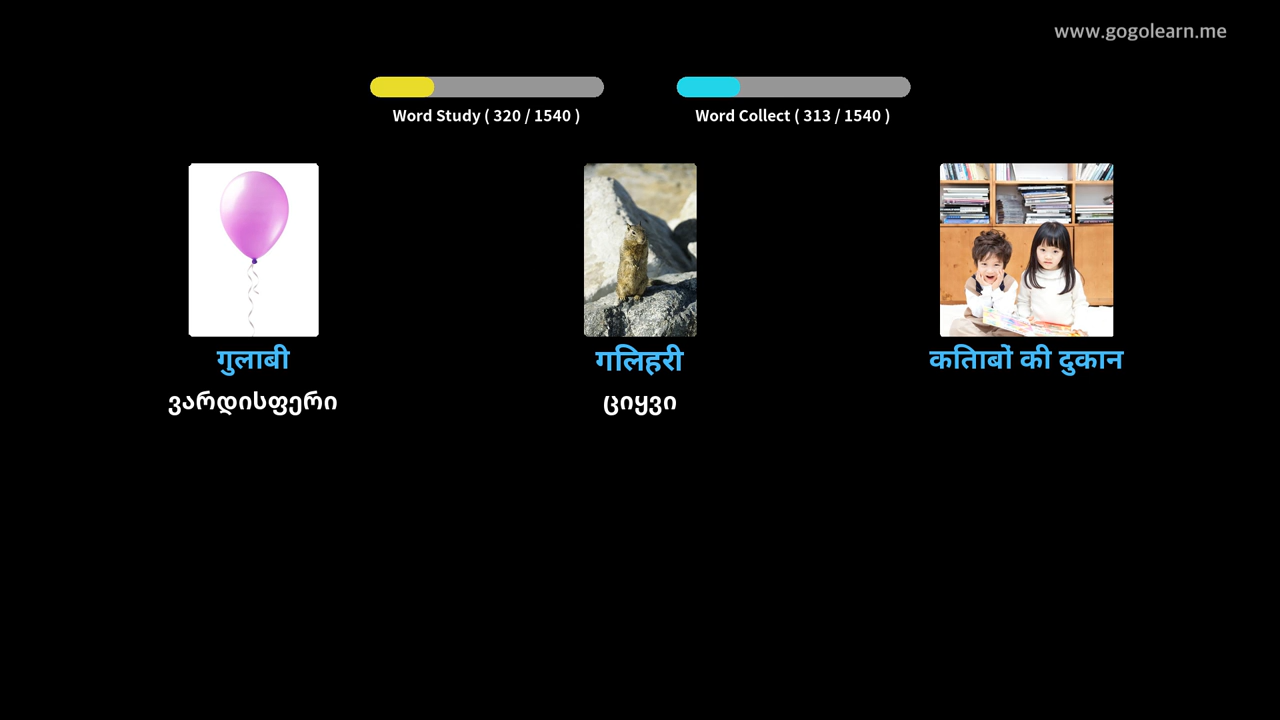 www.gogolearn.me
Word Study ( 320 / 1540 )
Word Collect ( 313 / 1540 )
गुलाबी
गलिहरी
कतिाबों की दुकान
ვარდისფერი
ციყვი